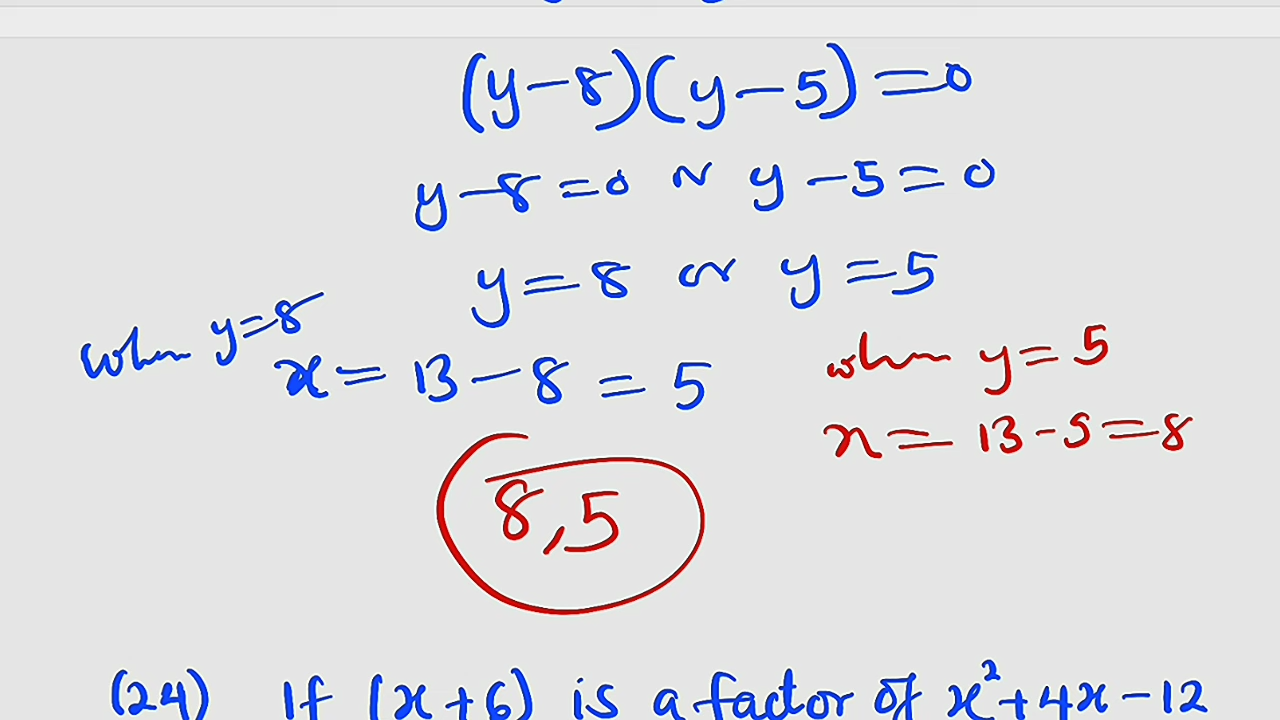 (y-8)(y-5)=0
y-8=0 or y-5=0
y=8 or y=5
when y=8
x=13-8=5
when y=5
x=13-5=8
8,5
(24) If (x+6) is a factor of x²+4x-12